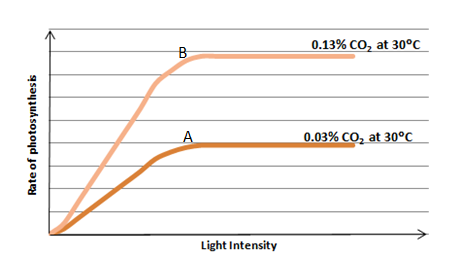 0.13% CO₂ at 30°C
B
A
0.03% CO₂ at 30°C
Rate of photosynthesis
Light Intensity